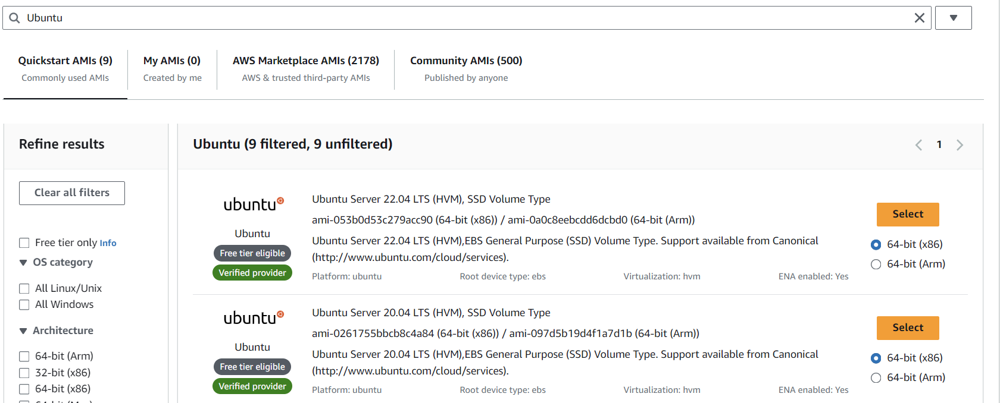 Ubuntu
Quickstart AMIs (9)
Commonly used AMIs
My AMIs (0)
Created by me
AWS Marketplace AMIs (2178)
AWS & trusted third-party AMIs
Community AMIs (500)
Published by anyone
Refine results
Clear all filters
Free tier only Info
OS category
All Linux/Unix
All Windows
Architecture
64-bit (Arm)
32-bit (x86)
64-bit (x86)
Ubuntu (9 filtered, 9 unfiltered)
1
ubuntu
Ubuntu
Free tier eligible
Verified provider
Ubuntu Server 22.04 LTS (HVM), SSD Volume Type
ami-053b0d53c279acc90 (64-bit (x86)) / ami-0a0c8eebcdd6dcbd0 (64-bit (Arm))
Ubuntu Server 22.04 LTS (HVM),EBS General Purpose (SSD) Volume Type. Support available from Canonical
(http://www.ubuntu.com/cloud/services).
Platform: ubuntu Root device type: ebs Virtualization: hvm ENA enabled: Yes
Select
64-bit (x86)
64-bit (Arm)
ubuntu
Ubuntu
Free tier eligible
Verified provider
Ubuntu Server 20.04 LTS (HVM), SSD Volume Type
ami-0261755bbcb8c4a84 (64-bit (x86)) / ami-097d5b19d4f1a7d1b (64-bit (Arm))
Ubuntu Server 20.04 LTS (HVM),EBS General Purpose (SSD) Volume Type. Support available from Canonical
(http://www.ubuntu.com/cloud/services).
Platform: ubuntu Root device type: ebs Virtualization: hvm ENA enabled: Yes
Select
64-bit (x86)
64-bit (Arm)